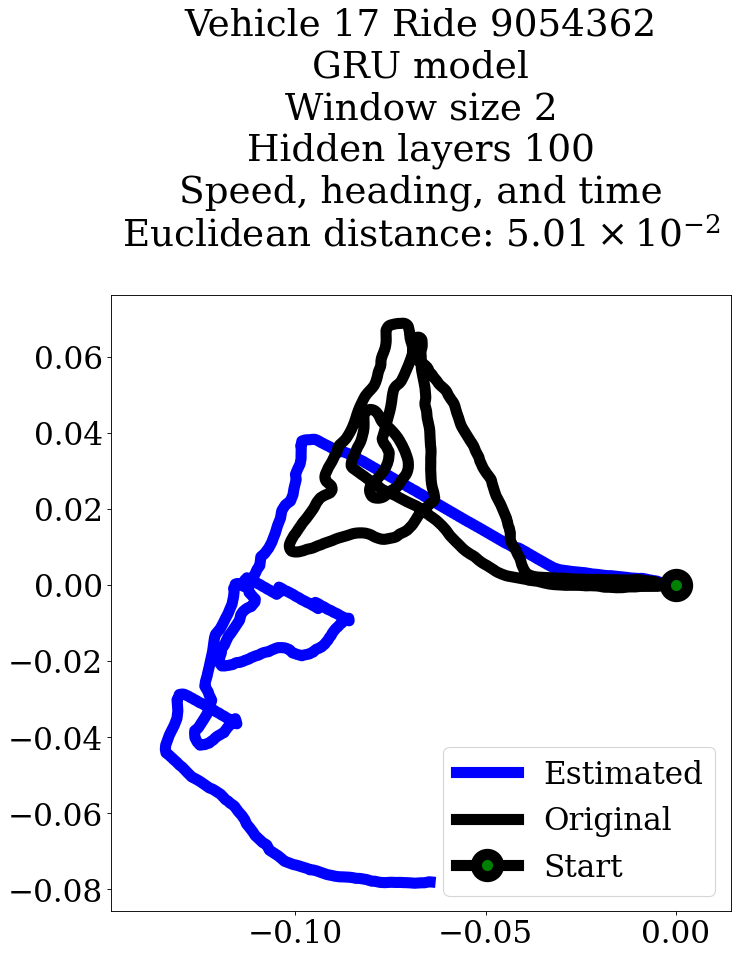 Vehicle 17 Ride 9054362
GRU model
Window size 2
Hidden layers 100
Speed, heading, and time
Euclidean distance: 5.01 × 10⁻²
0.06
0.04
0.02
0.00
−0.02
−0.04
−0.06
−0.08
Estimated
Original
Start
−0.10 −0.05 0.00